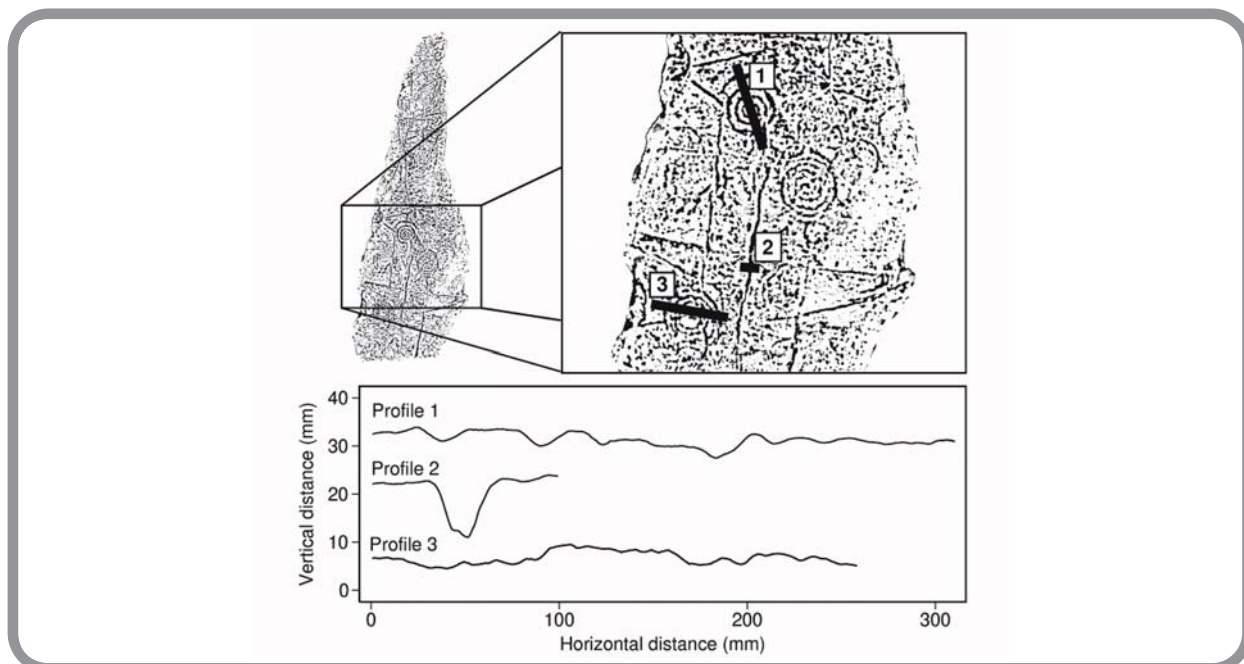 1
2
3
40
30
20
10
0
Vertical distance (mm)
Profile 1
Profile 2
Profile 3
0
100
200
300
Horizontal distance (mm)